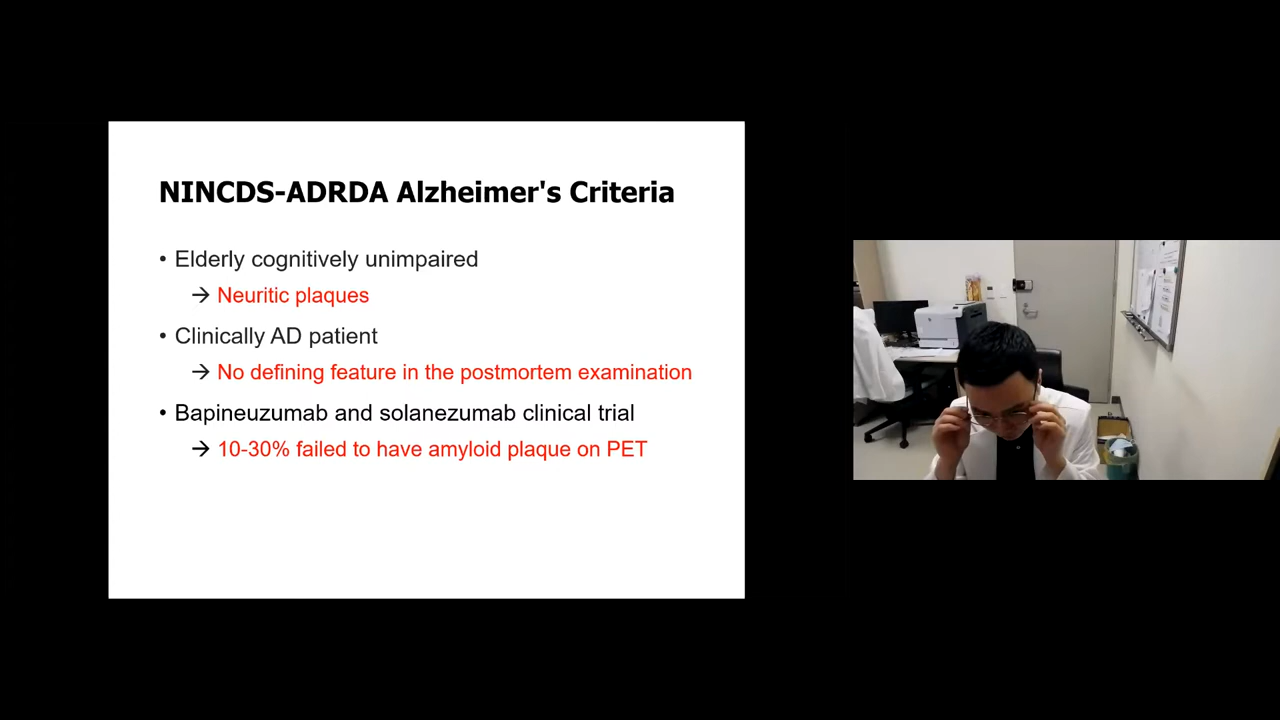 NINCDS-ADRDA Alzheimer's Criteria
• Elderly cognitively unimpaired
→ Neuritic plaques
• Clinically AD patient
→ No defining feature in the postmortem examination
• Bapineuzumab and solanezumab clinical trial
→ 10-30% failed to have amyloid plaque on PET